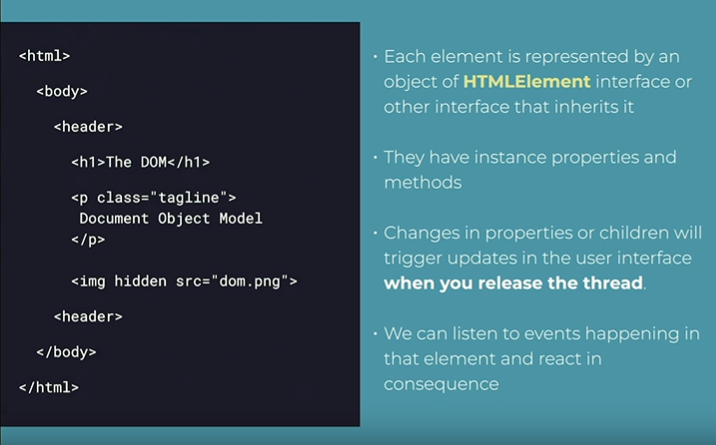 <html>
<body>
<header>
<h1>The DOM</h1>
<p class="tagline">
Document Object Model
</p>
<img hidden src="dom.png">
<header>
</body>
</html>
• Each element is represented by an
object of HTMLElement interface or
other interface that inherits it
• They have instance properties and
methods
• Changes in properties or children will
trigger updates in the user interface
when you release the thread.
• We can listen to events happening in
that element and react in
consequence